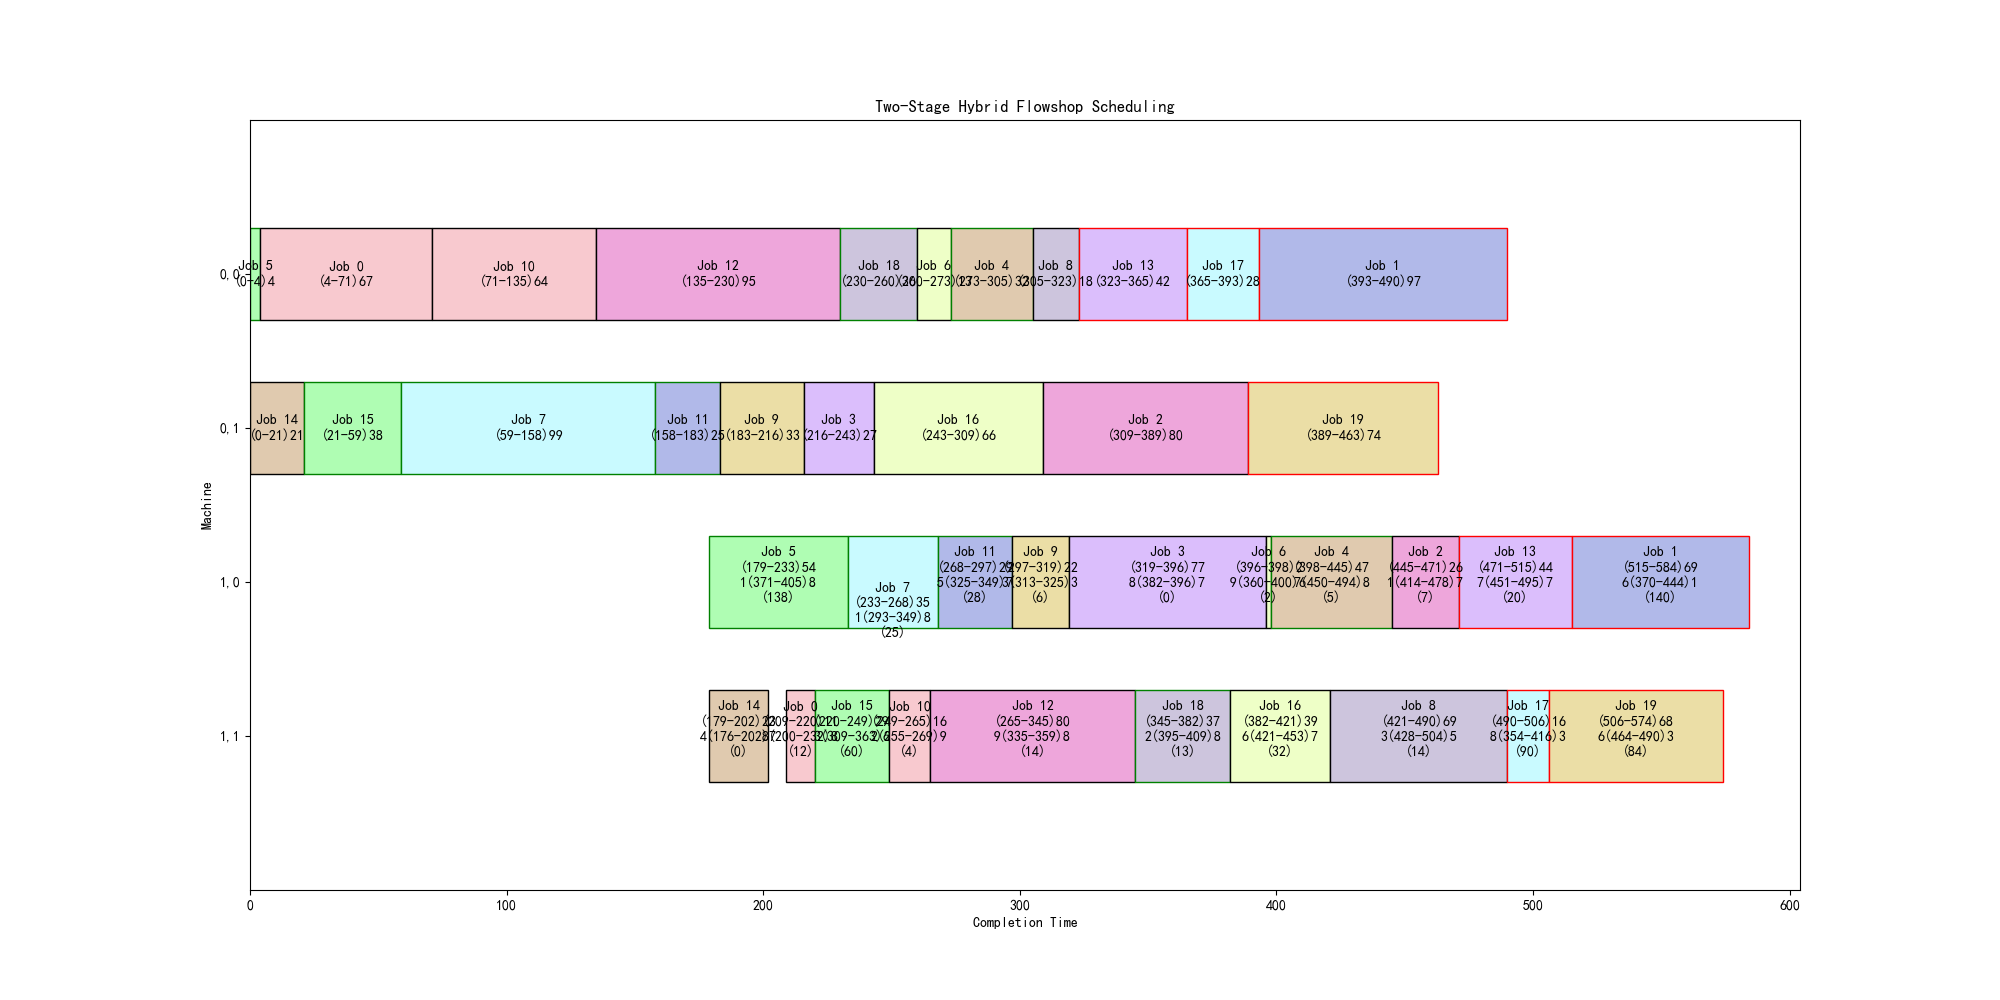 Two-Stage Hybrid Flowshop Scheduling
0,0
Job 5
(0-4)4
Job 0
(4-71)67
Job 10
(71-135)64
Job 12
(135-230)95
Job 18
(230-260)30
Job 6
(260-273)13
Job 4
(273-305)32
Job 8
(305-323)18
Job 13
(323-365)42
Job 17
(365-393)28
Job 1
(393-490)97
0,1
Job 14
(0-21)21
Job 15
(21-59)38
Job 7
(59-158)99
Job 11
(158-183)25
Job 9
(183-216)33
Job 3
(216-243)27
Job 16
(243-309)66
Job 2
(309-389)80
Job 19
(389-463)74
Machine
1,0
Job 5
(179-233)54
1(371-405)8
(138)
Job 7
(233-268)35
1(293-349)8
(25)
Job 11
(268-297)29
5(325-349)7
(28)
Job 9
(297-319)22
(313-325)3
(6)
Job 3
(319-396)77
8(382-396)7
(0)
Job 6
(396-398)2
9(360-400)
(2)
Job 4
(398-445)47
(450-494)8
(5)
Job 2
(445-471)26
1(414-478)7
(7)
Job 13
(471-515)44
7(451-495)7
(20)
Job 1
(515-584)69
6(370-444)1
(140)
1,1
Job 14
(179-202)23
4(176-202)
(0)
Job 0
(209-220)11
(200-232)
(12)
Job 15
(220-249)29
(309-363)
(60)
Job 10
(249-265)16
(255-269)9
(4)
Job 12
(265-345)80
9(335-359)8
(14)
Job 18
(345-382)37
2(395-409)8
(13)
Job 16
(382-421)39
6(421-453)7
(32)
Job 8
(421-490)69
3(428-504)5
(14)
Job 17
(490-506)16
8(354-416)3
(90)
Job 19
(506-574)68
6(464-490)3
(84)
0 100 200 300 400 500 600
Completion Time